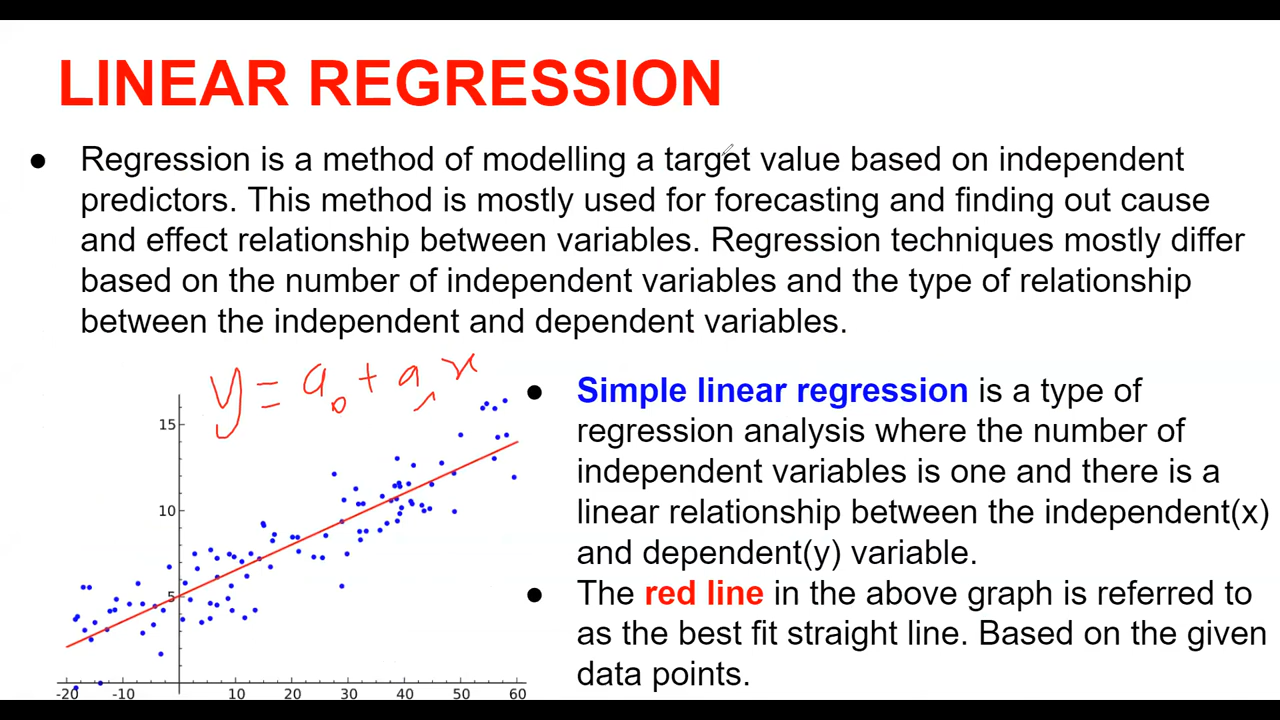 LINEAR REGRESSION
● Regression is a method of modelling a target value based on independent
predictors. This method is mostly used for forecasting and finding out cause
and effect relationship between variables. Regression techniques mostly differ
based on the number of independent variables and the type of relationship
between the independent and dependent variables.
y = a₀ + a₁ x
● Simple linear regression is a type of
regression analysis where the number of
independent variables is one and there is a
linear relationship between the independent(x)
and dependent(y) variable.
● The red line in the above graph is referred to
as the best fit straight line. Based on the given
data points.
15
10
5
-20 -10 10 20 30 40 50 60